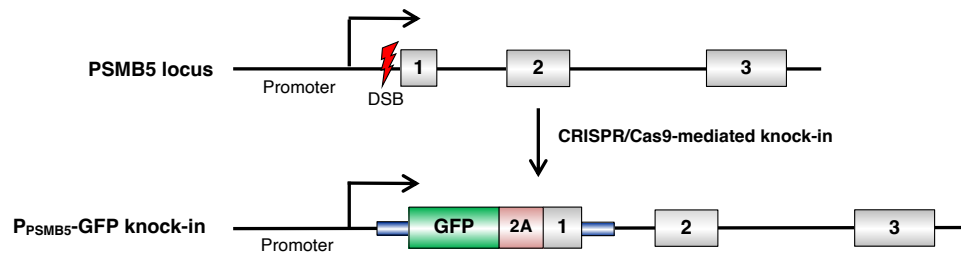 PSMB5 locus
1
2
3
Promoter
DSB
CRISPR/Cas9-mediated knock-in
PPSMB5-GFP knock-in
GFP
2A
1
2
3
Promoter